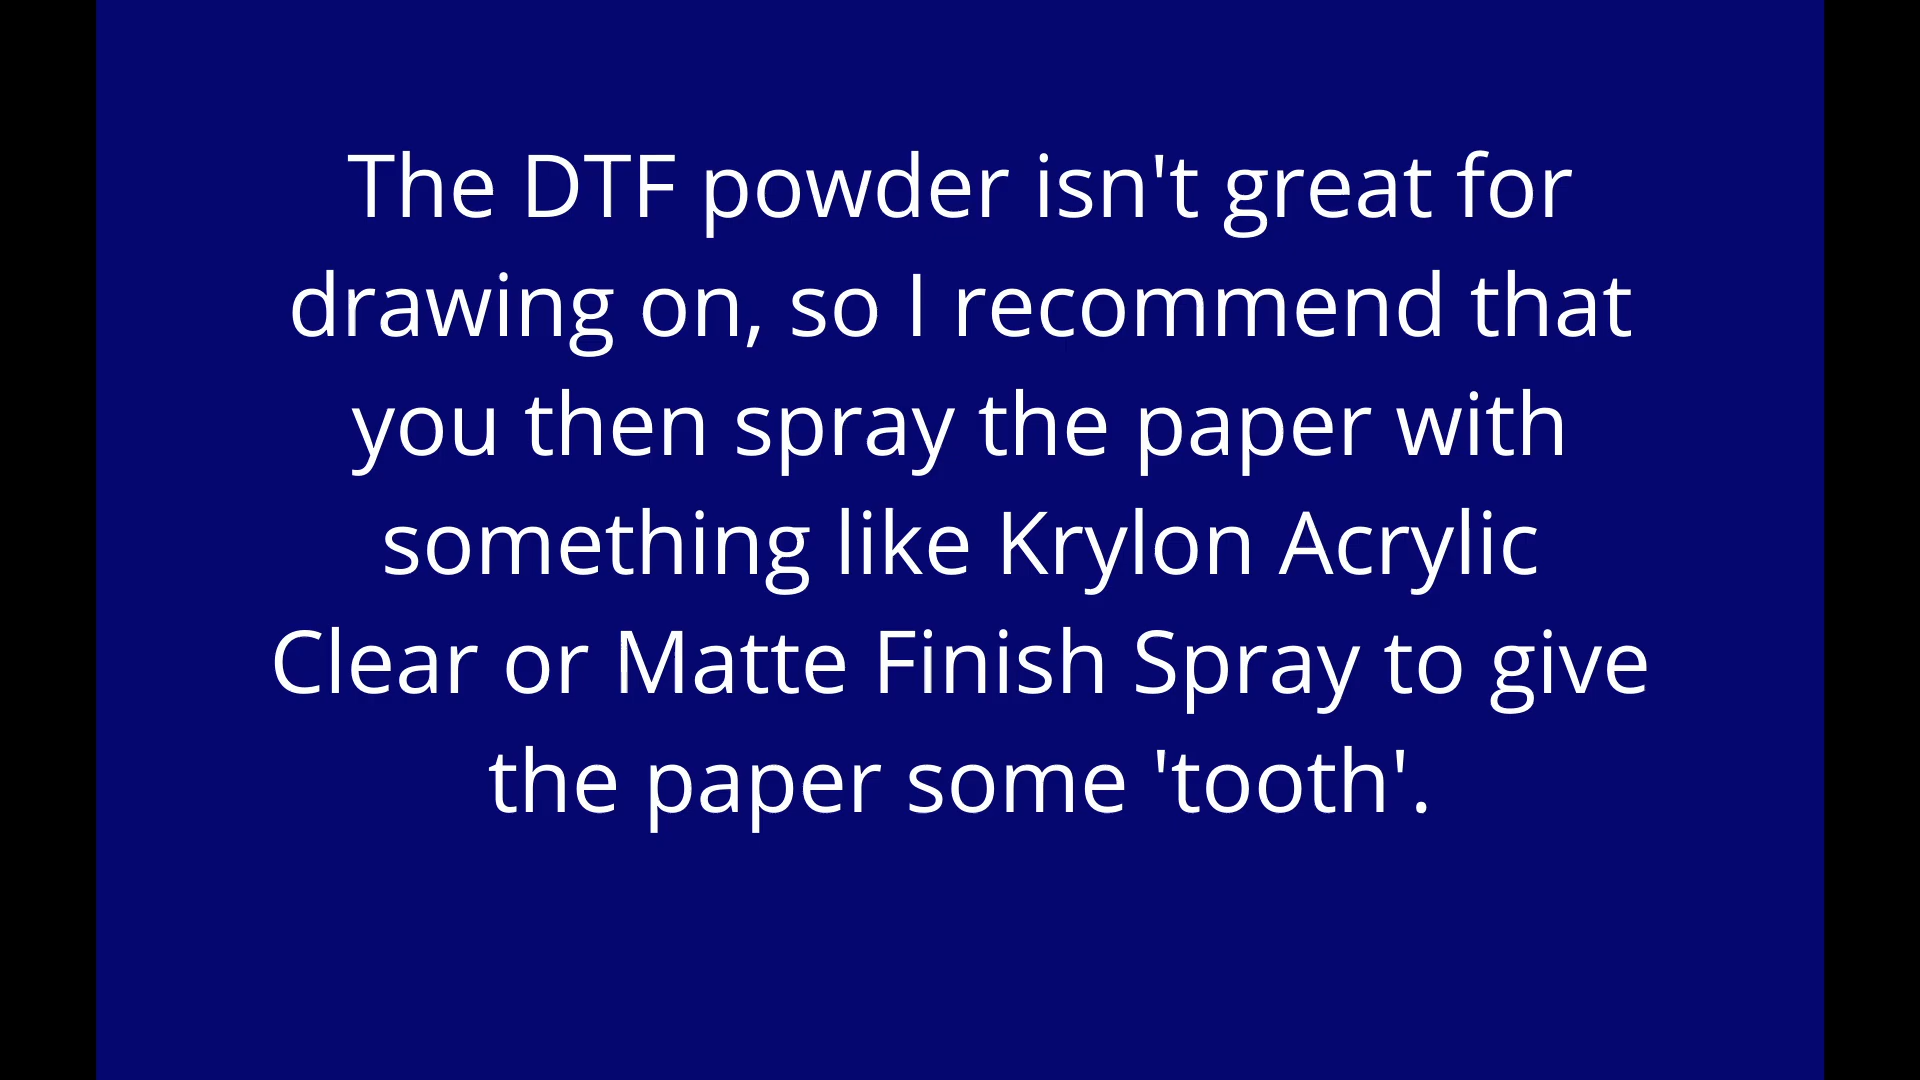 The DTF powder isn't great for
drawing on, so I recommend that
you then spray the paper with
something like Krylon Acrylic
Clear or Matte Finish Spray to give
the paper some 'tooth'.